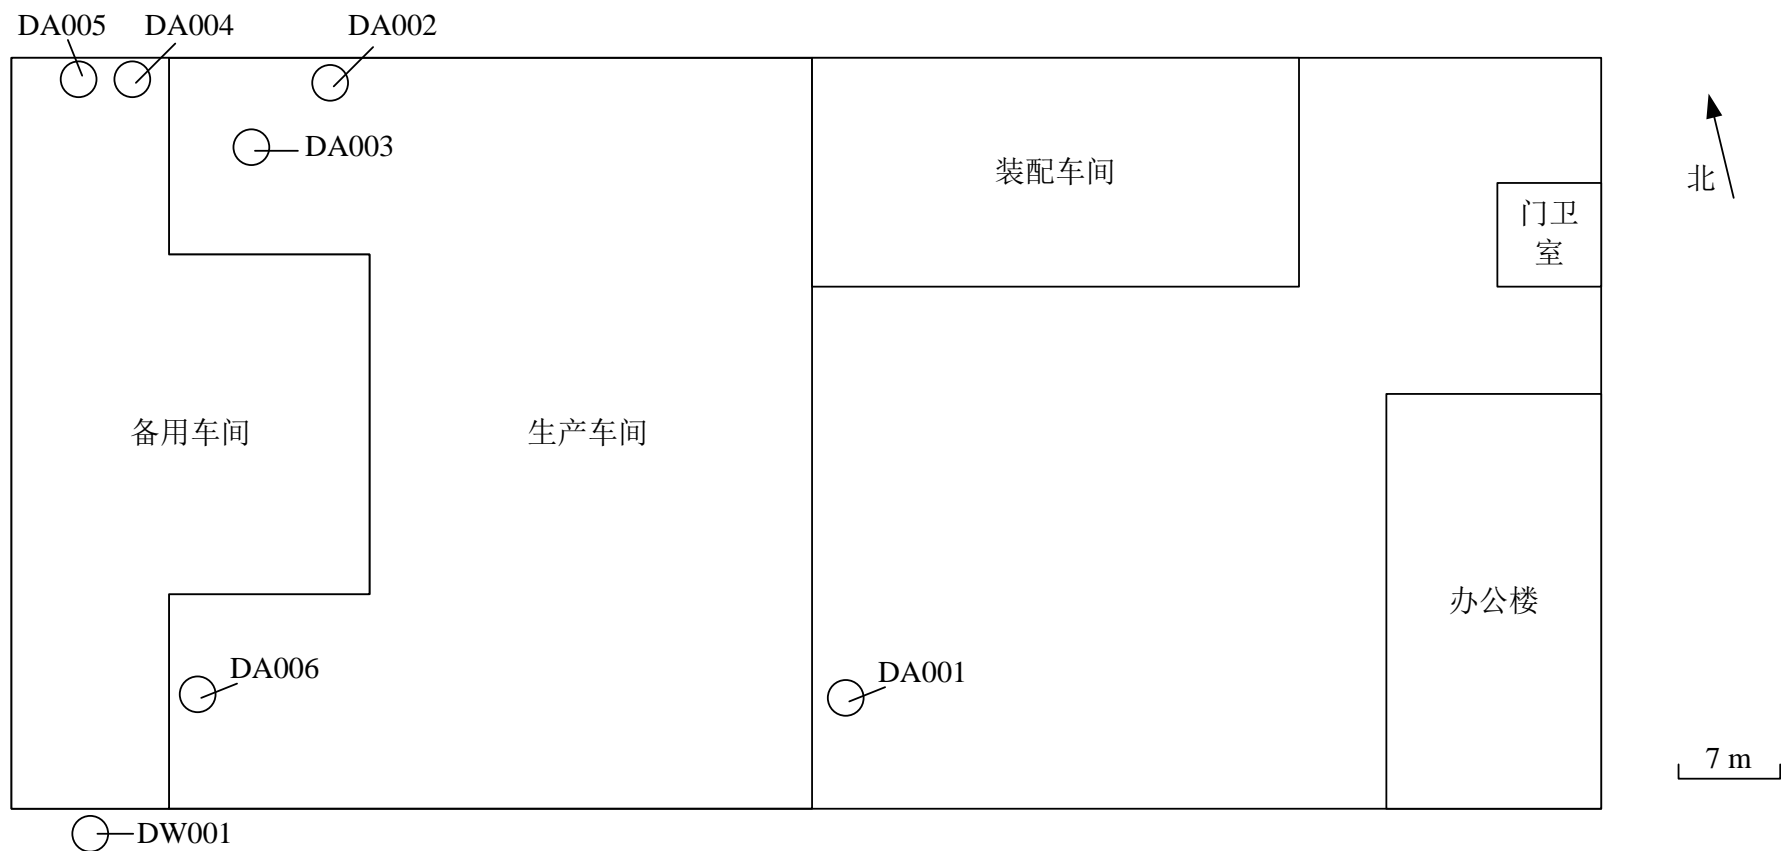 DA005
DA004
DA002
DA003
装配车间
北
门卫
室
备用车间
生产车间
办公楼
DA006
DA001
7 m
DW001